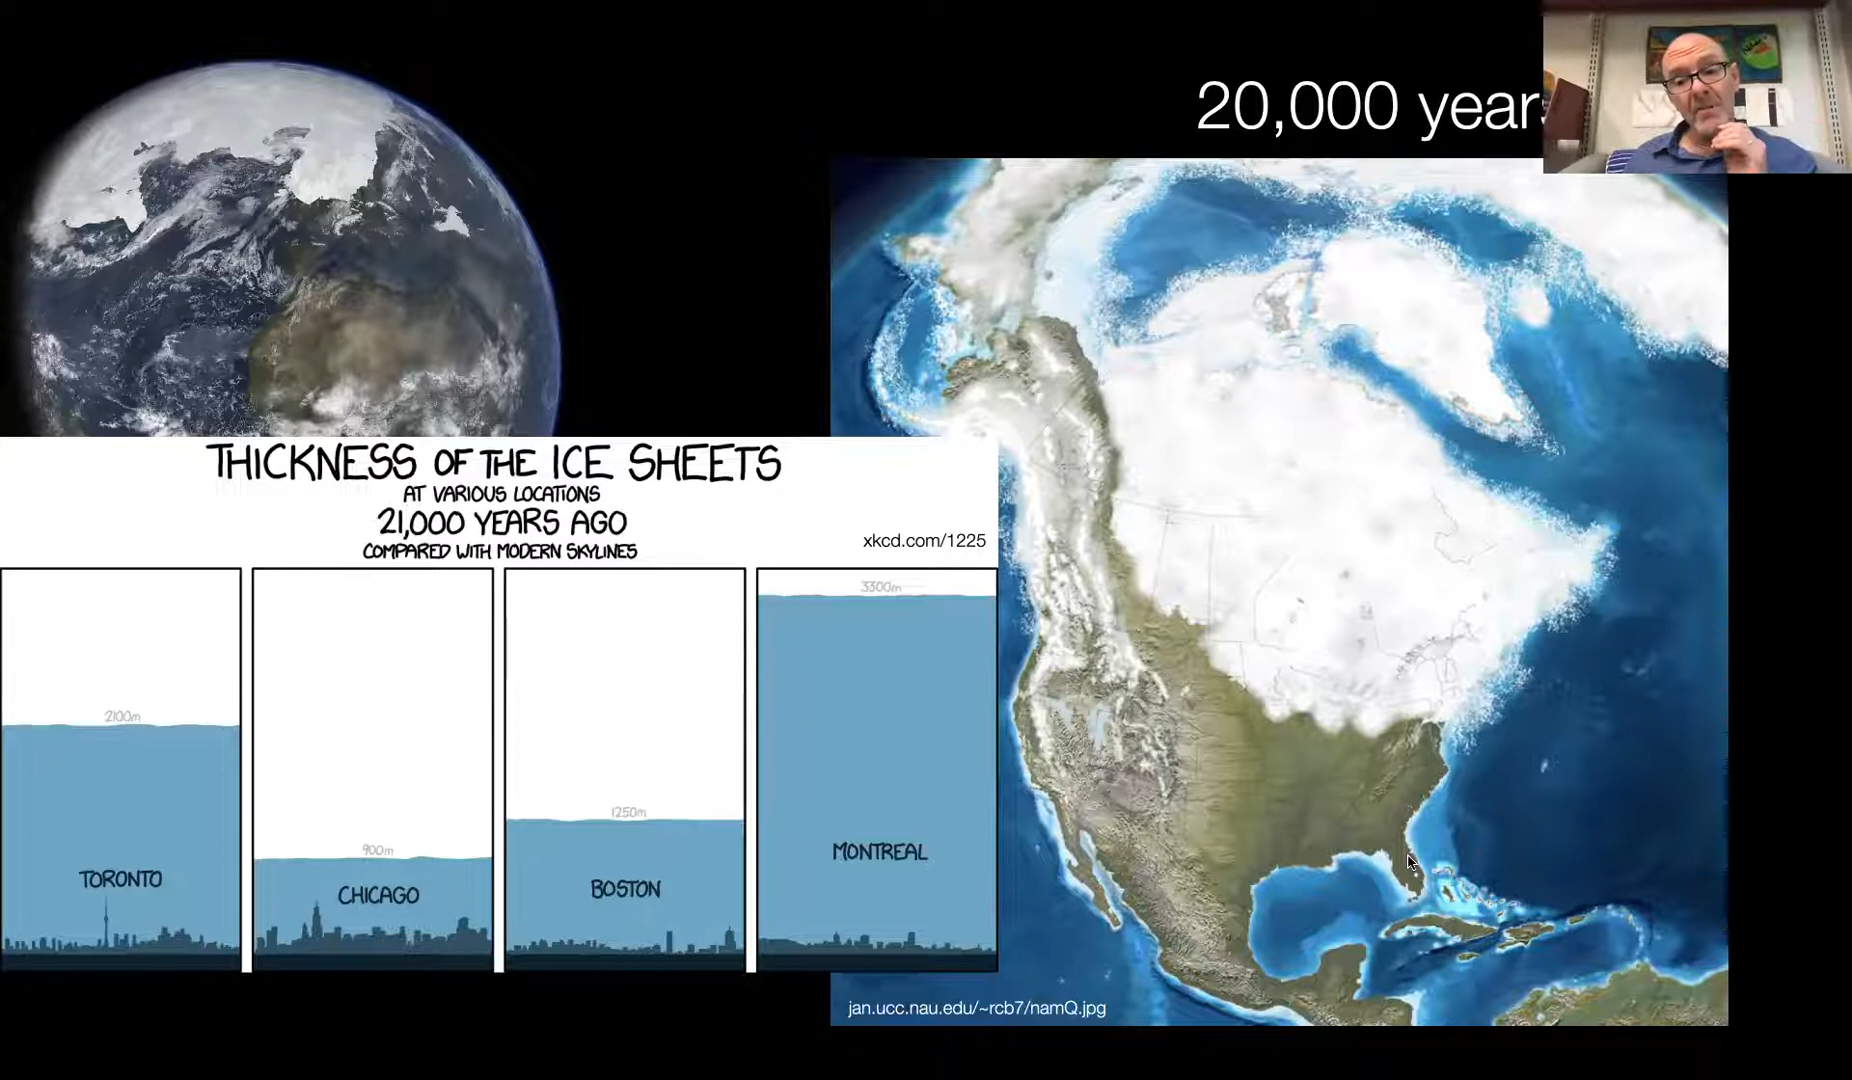 20,000 year
THICKNESS OF THE ICE SHEETS
AT VARIOUS LOCATIONS
21,000 YEARS AGO
COMPARED WITH MODERN SKYLINES
xkcd.com/1225
2100m
TORONTO
900m
CHICAGO
1250m
BOSTON
3300m
MONTREAL
jan.ucc.nau.edu/~rcb7/namQ.jpg